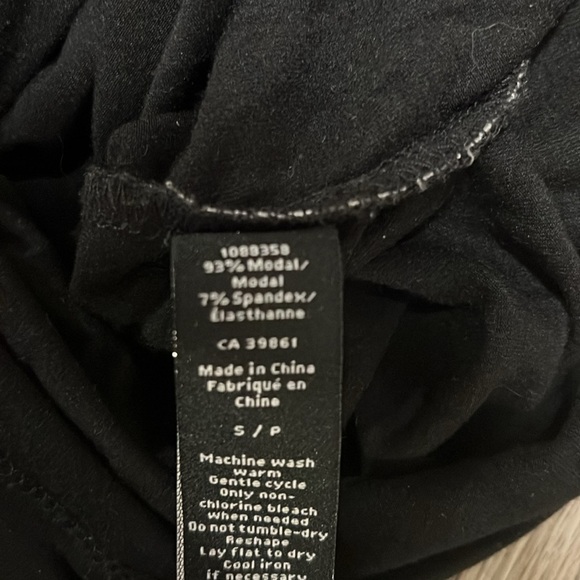 1088358
93% Modal/
Modal
7% Spandex/
Élasthanne
CA 39861
Made in China
Fabriqué en
China
S / P
Machine wash
warm
Gentle cycle
Only non-
chlorine bleach
when needed
Do not tumble-dry
Reshape
Lay flat to dry
Cool iron
if necessary